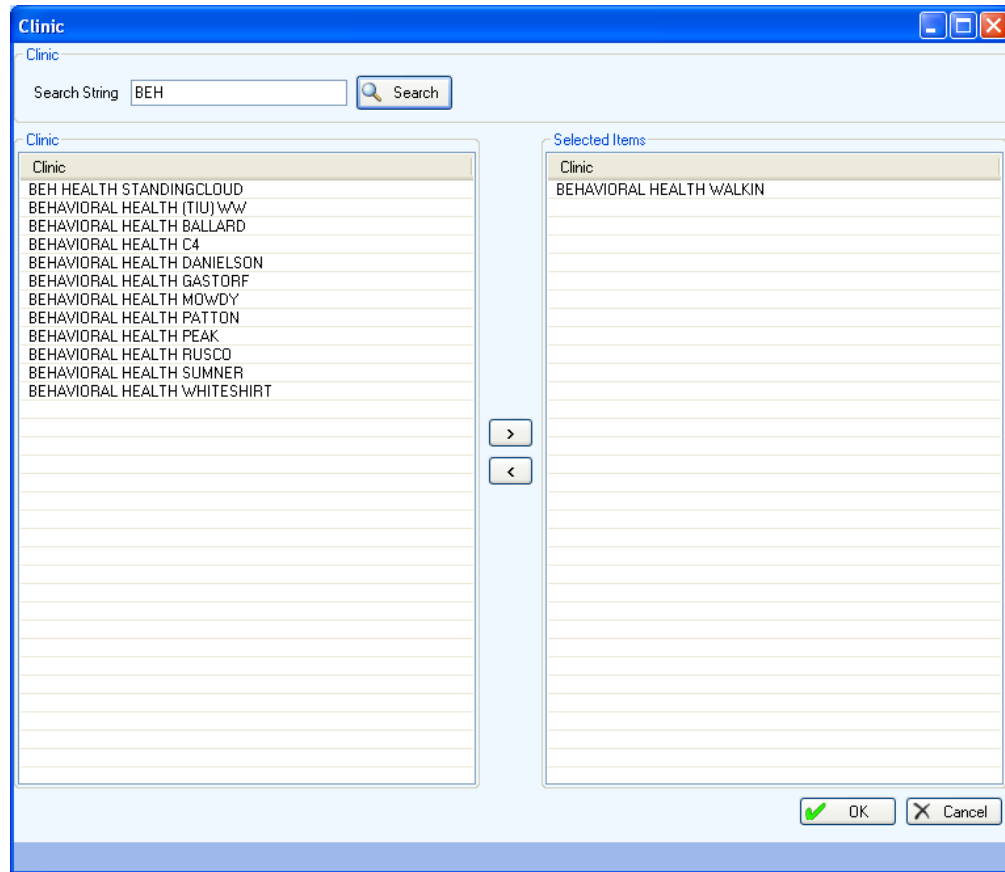 Clinic
Clinic
Search String BEH Search
Clinic
Clinic
BEH HEALTH STANDINGCLOUD
BEHAVIORAL HEALTH (TIU) WW
BEHAVIORAL HEALTH BALLARD
BEHAVIORAL HEALTH C4
BEHAVIORAL HEALTH DANIELSON
BEHAVIORAL HEALTH GASTORF
BEHAVIORAL HEALTH MOWDY
BEHAVIORAL HEALTH PATTON
BEHAVIORAL HEALTH PEAK
BEHAVIORAL HEALTH RUSCO
BEHAVIORAL HEALTH SUMNER
BEHAVIORAL HEALTH WHITESHIRT
>
<
Selected Items
Clinic
BEHAVIORAL HEALTH WALKIN
OK Cancel